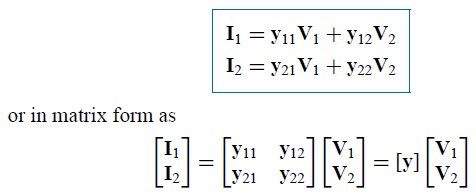 I₁ = y₁₁V₁ + y₁₂V₂
I₂ = y₂₁V₁ + y₂₂V₂
or in matrix form as
[I₁ I₂] = [y₁₁ y₁₂ y₂₁ y₂₂] [V₁ V₂] = [y] [V₁ V₂]